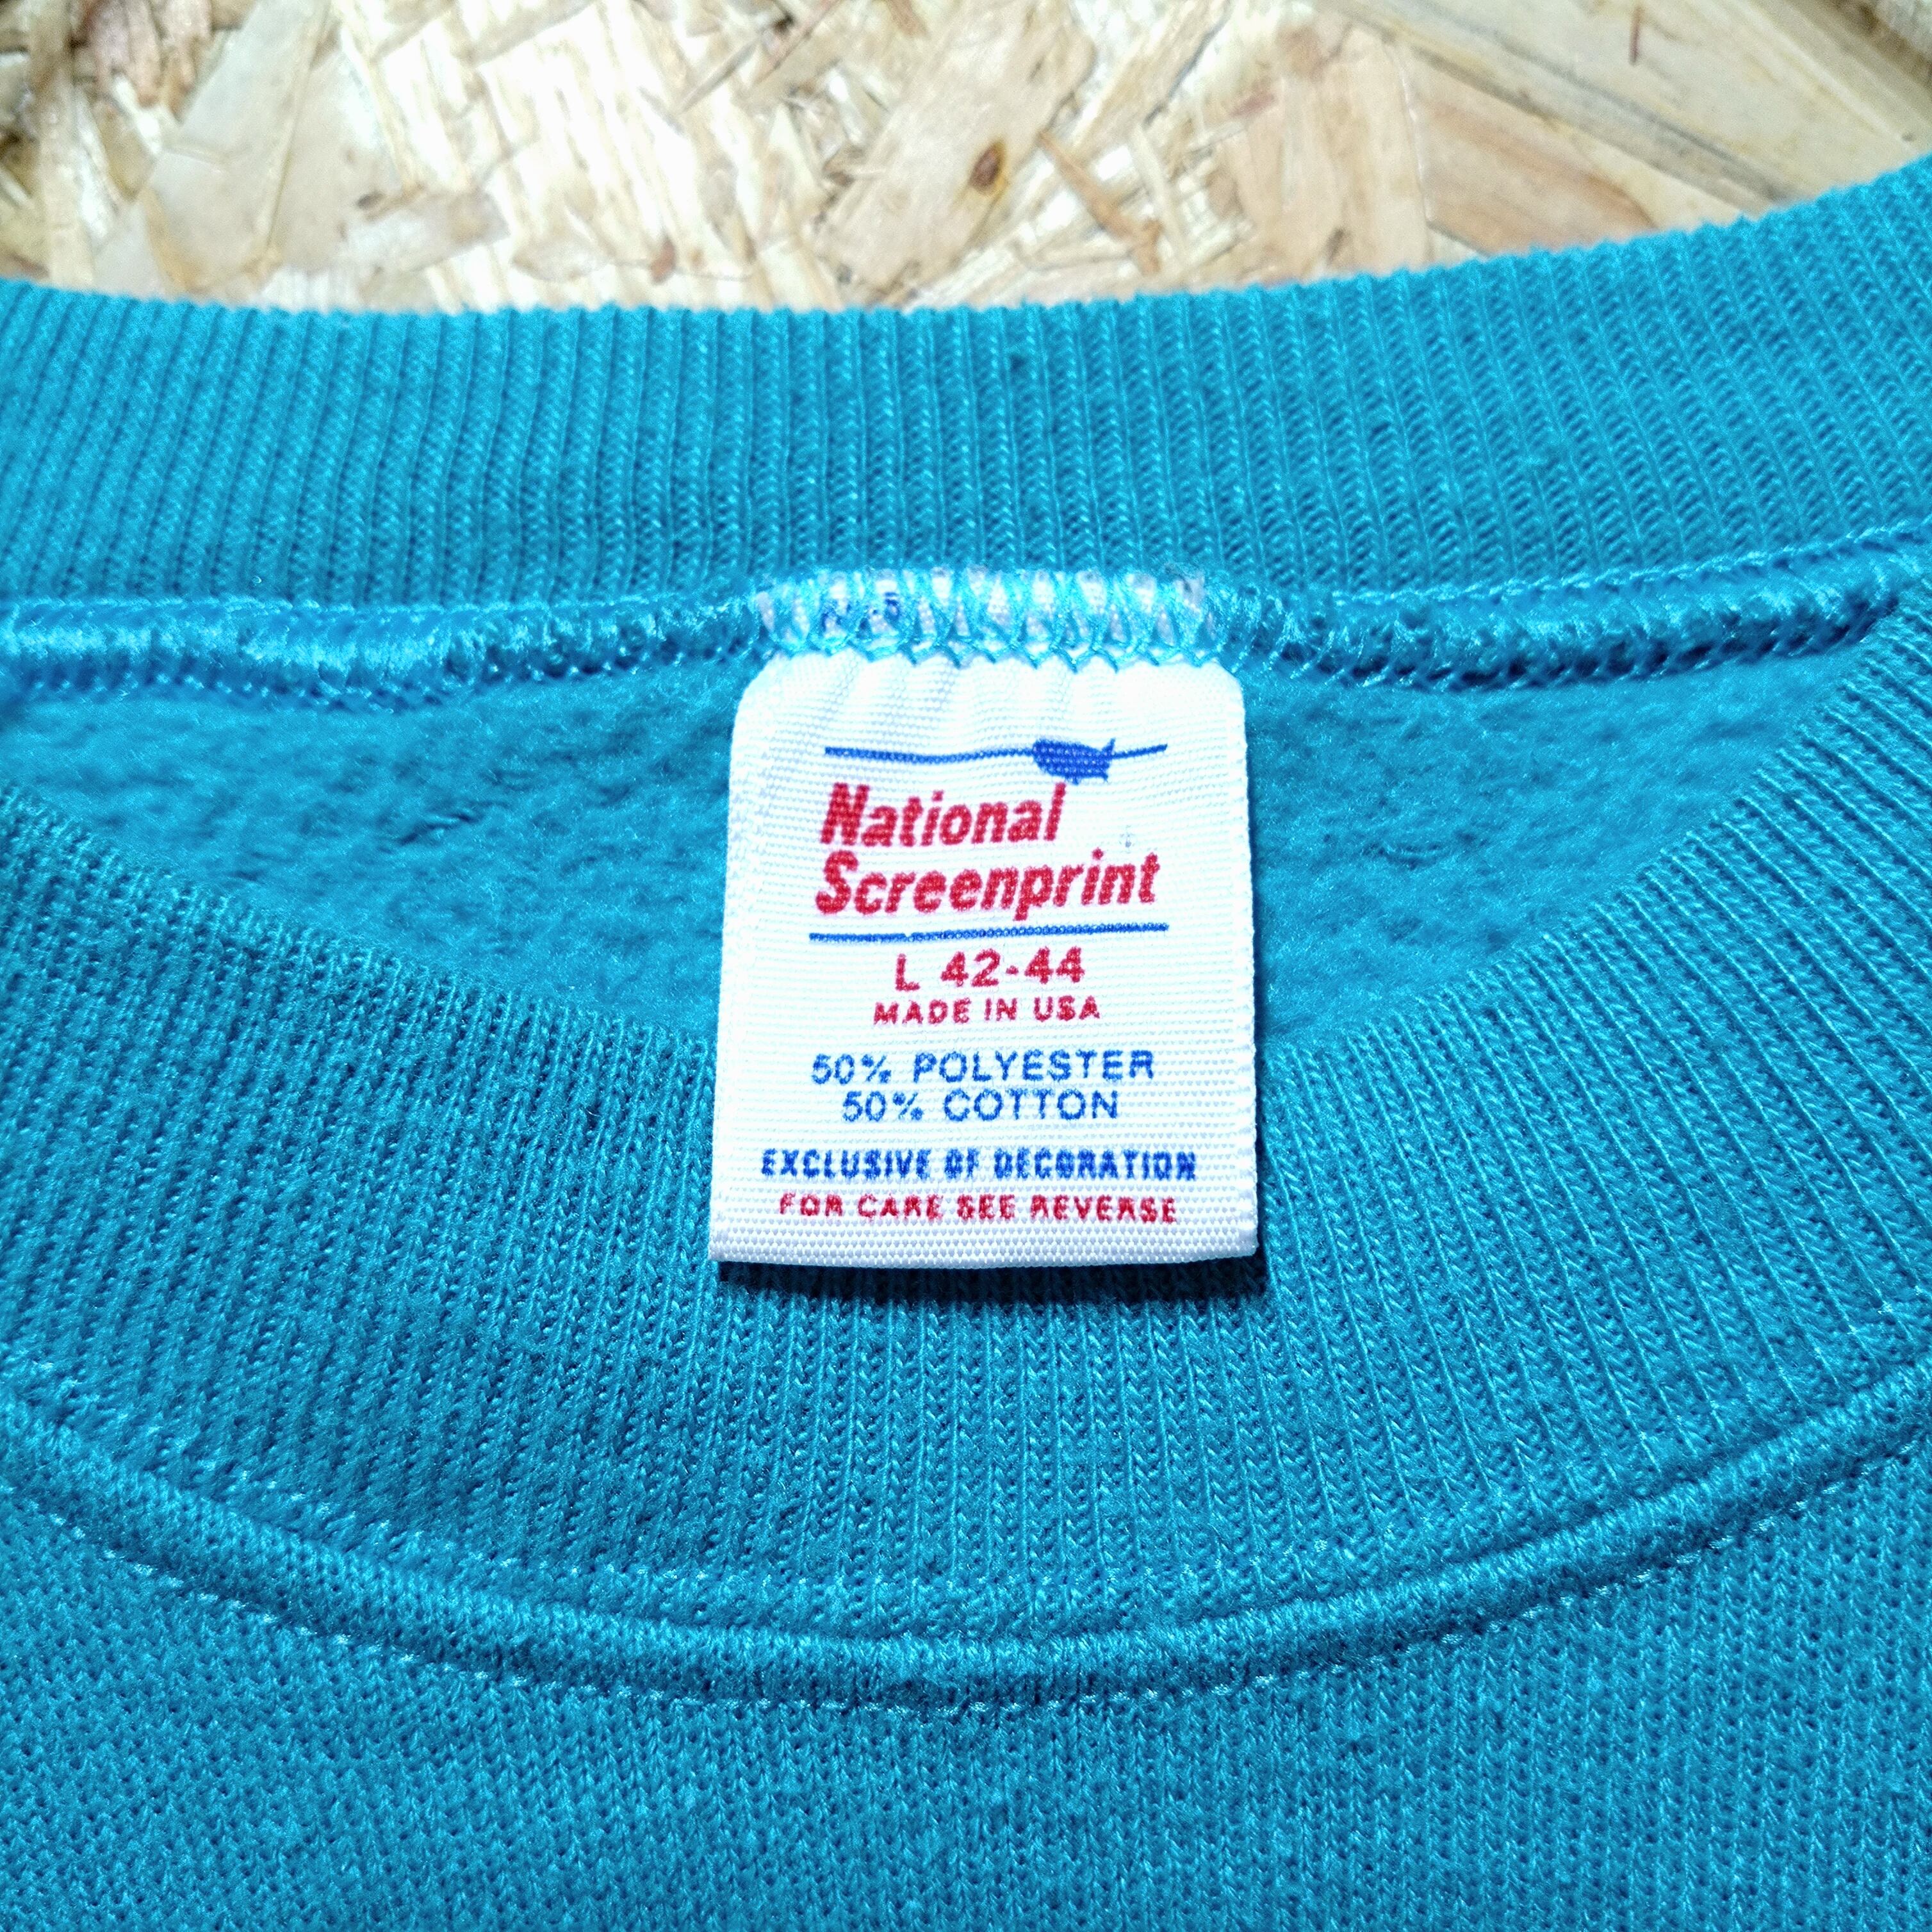 National
Screenprint
L 42-44
MADE IN USA
50% POLYESTER
50% COTTON
EXCLUSIVE OF DECORATION
FOR CARE SEE REVERSE